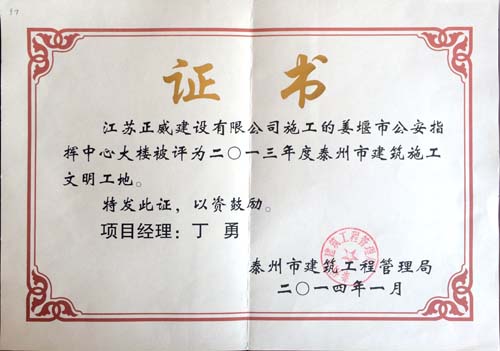 证书
江苏正威建设有限公司施工的姜堰市公安指
挥中心大楼被评为二〇一三年度泰州市建筑施工
文明工地。
特发此证，以资鼓励。
项目经理：丁 勇
泰州市建筑工程管理局
二〇一四年一月